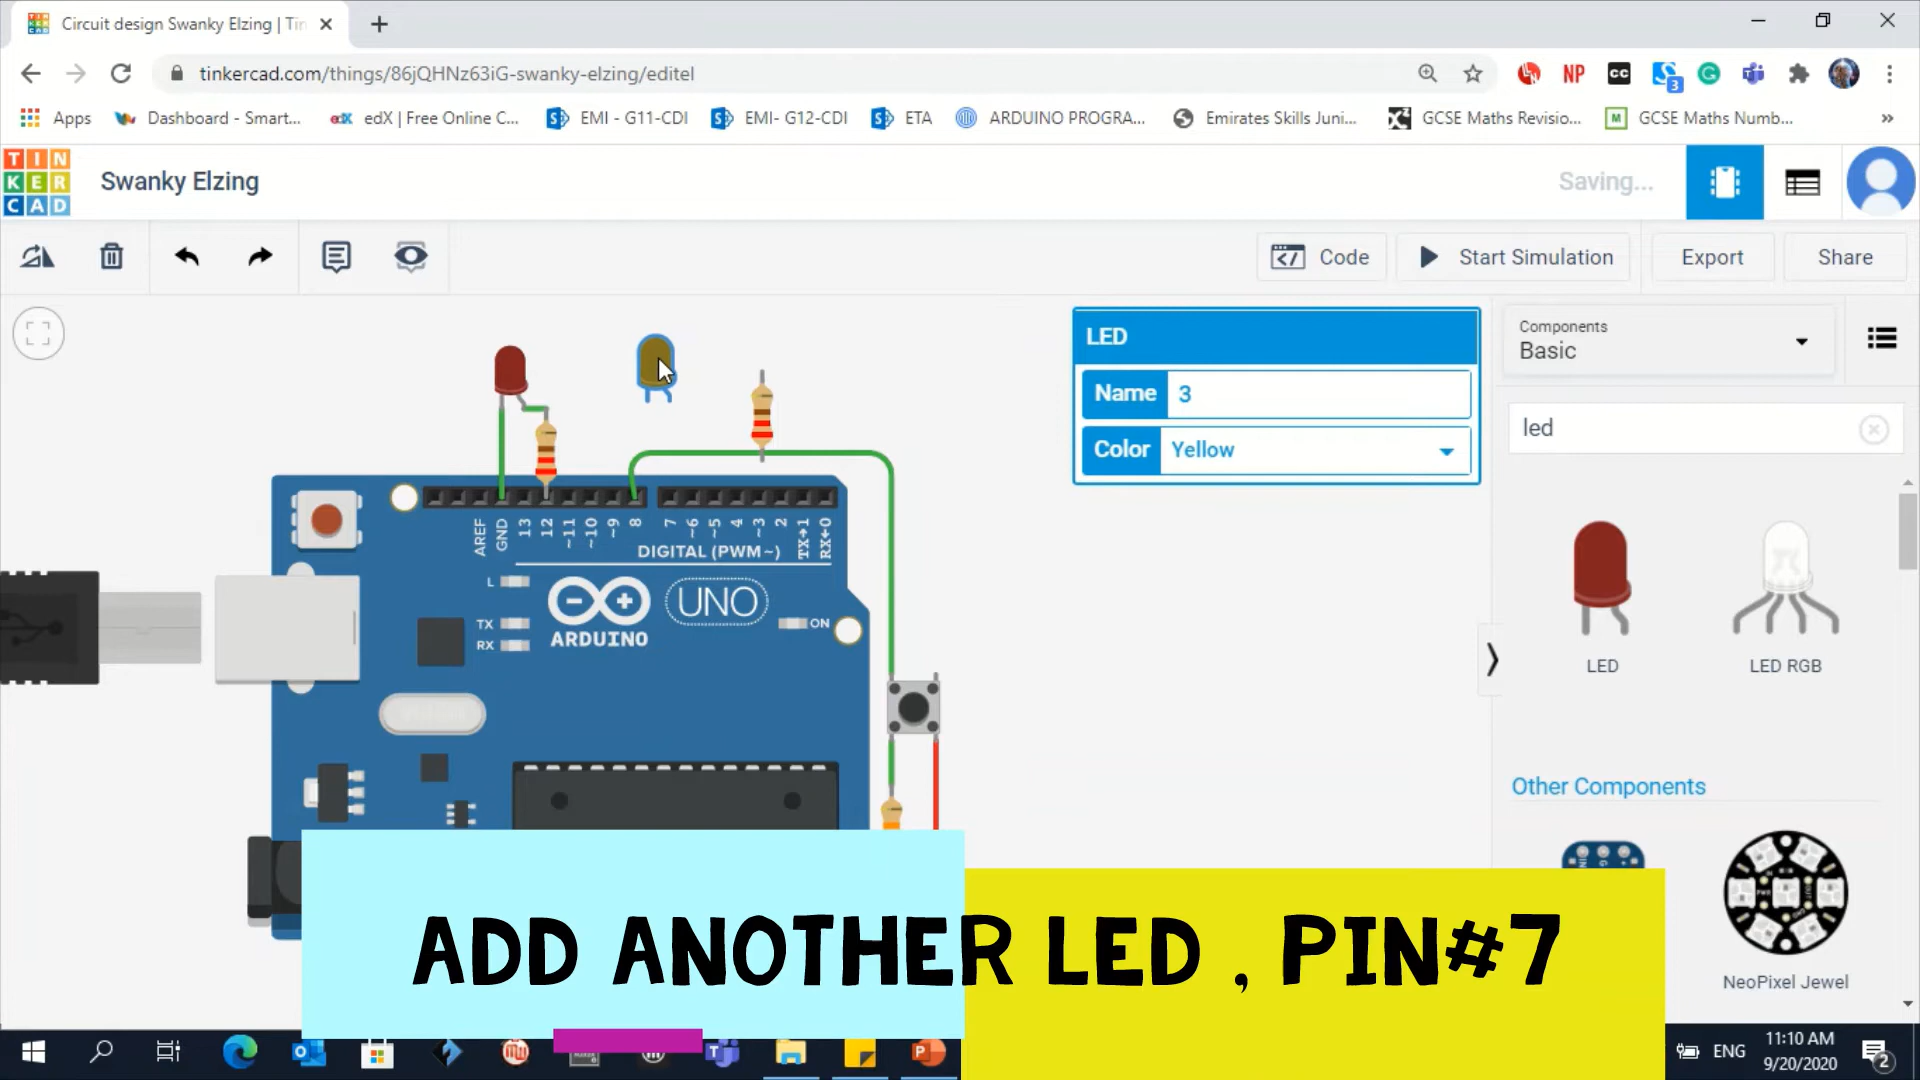 Circuit design Swanky Elzing | Tin
tinkercad.com/things/86jQHNz63iG-swanky-elzing/editel
NP
CC
3
Apps
Dashboard - Smart...
edX
edX | Free Online C...
EMI - G11-CDI
EMI- G12-CDI
ETA
ARDUINO PROGRA...
Emirates Skills Juni...
GCSE Maths Revisio...
M
GCSE Maths Numb...
»
TIN
KER
CAD
Swanky Elzing
Saving...
Code
Start Simulation
Export
Share
LED
Name 3
Color Yellow
Components
Basic
led
LED
LED RGB
Other Components
NeoPixel Jewel
AREF
GND
13
12
~11
~10
~9
8
7
~6
~5
4
~3
2
TX→1
RX←0
DIGITAL (PWM~)
L
TX
RX
ARDUINO
UNO
ON
ADD ANOTHER LED , PIN#7
ENG
11:10 AM
9/20/2020
2